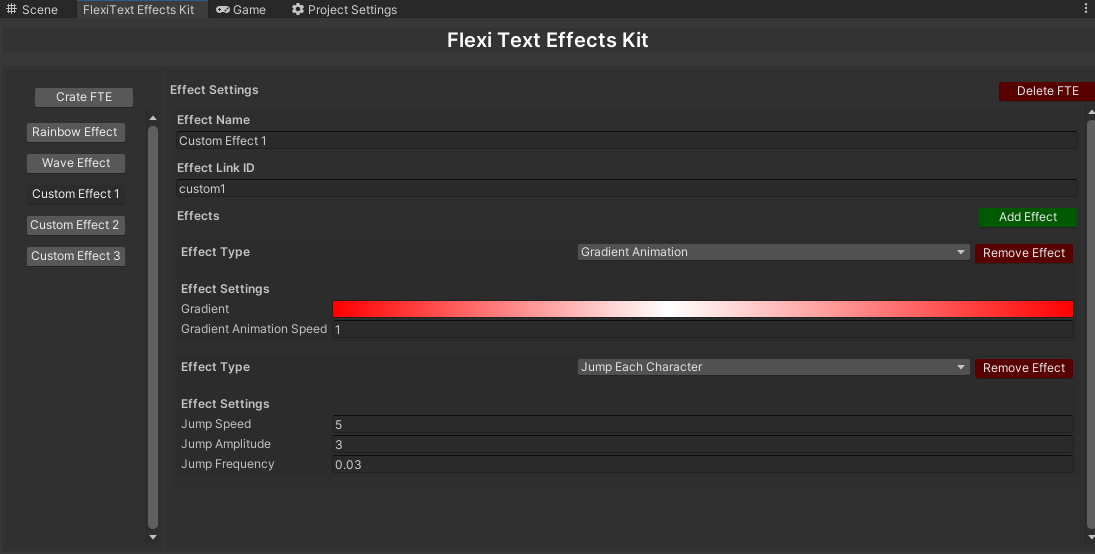 Scene
FlexiText Effects Kit
Game
Project Settings
Flexi Text Effects Kit
Crate FTE
Rainbow Effect
Wave Effect
Custom Effect 1
Custom Effect 2
Custom Effect 3
Effect Settings
Delete FTE
Effect Name
Custom Effect 1
Effect Link ID
custom1
Effects
Add Effect
Effect Type
Gradient Animation
Remove Effect
Effect Settings
Gradient
Gradient Animation Speed
1
Effect Type
Jump Each Character
Remove Effect
Effect Settings
Jump Speed
5
Jump Amplitude
3
Jump Frequency
0.03